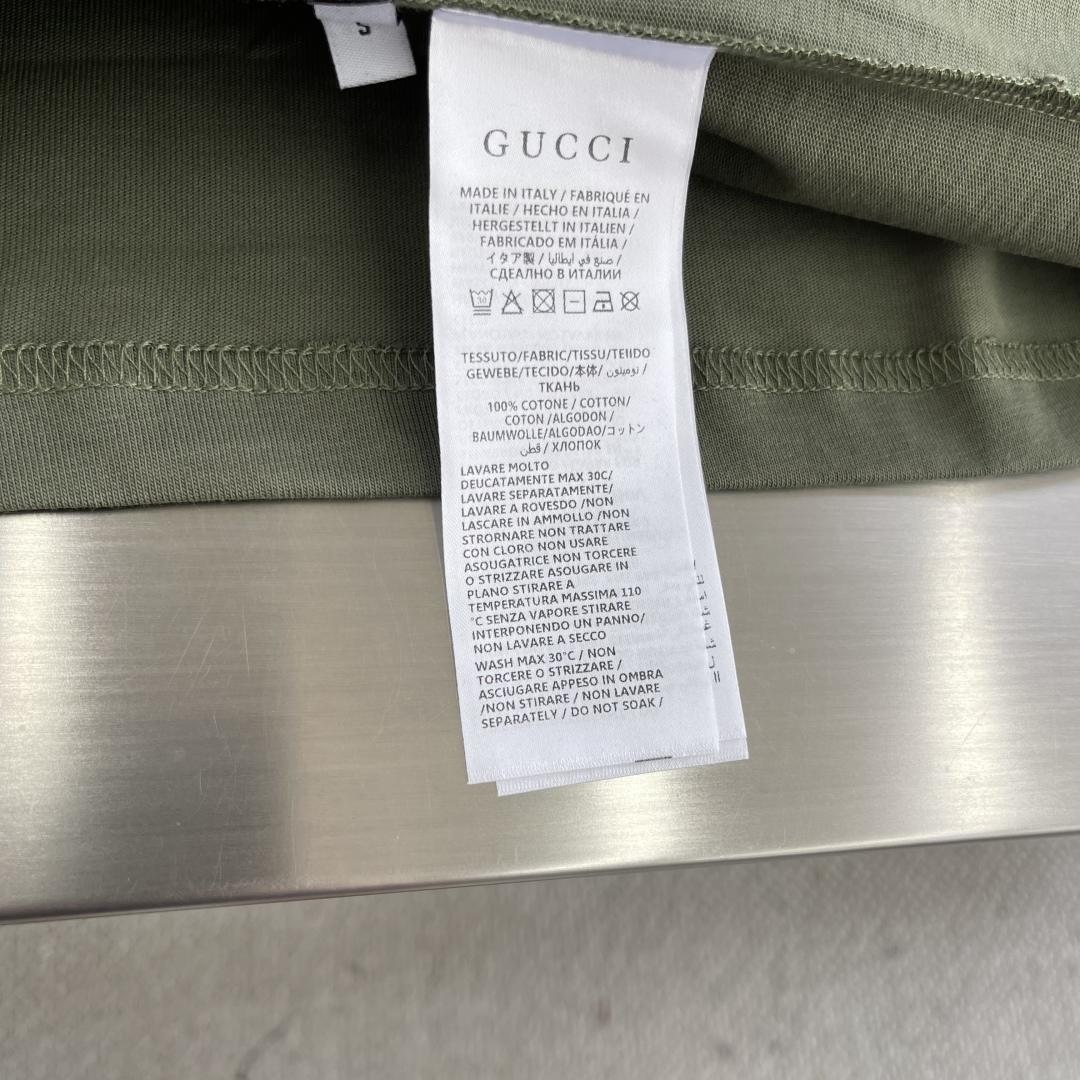 S
GUCCI
MADE IN ITALY / FABRIQUÉ EN
ITALIE / HECHO EN ITALIA /
HERGESTELLT IN ITALIEN /
FABRICADO EM ITÁLIA /
イタア製 / صنع في ايطاليا /
СДЕАЛНО В ИТАЛИИ
30
TESSUTO/FABRIC/TISSU/TEIIDO
GEWEBE/TECIDO/本体/ نوميتون /
ТКАНЬ
100% COTONE / COTTON/
COTON /ALGODON /
BAUMWOLLE/ALGODAO/コットン
قطن / ХЛОПОК
LAVARE MOLTO
DEUCATAMENTE MAX 30C/
LAVARE SEPARATAMENTE/
LAVARE A ROVESDO /NON
LASCARE IN AMMOLLO /NON
STRORNARE NON TRATTARE
CON CLORO NON USARE
ASOUGATRICE NON TORCERE
O STRIZZARE ASOUGARE IN
PLANO STIRARE A
TEMPERATURA MASSIMA 110
°C SENZA VAPORE STIRARE
INTERPONENDO UN PANNO/
NON LAVARE A SECCO
WASH MAX 30°C / NON
TORCERE O STRIZZARE /
ASCIUGARE APPESO IN OMBRA
/NON STIRARE / NON LAVARE
SEPARATELY / DO NOT SOAK /